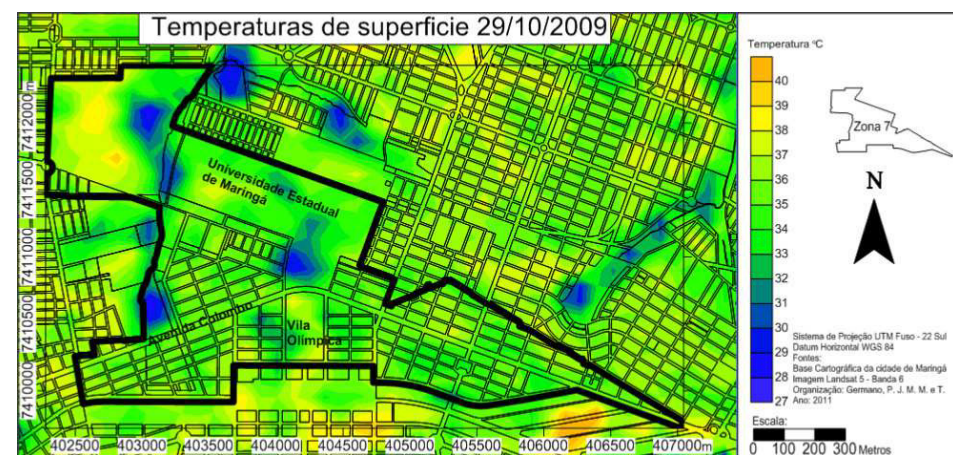 Temperaturas de superficie 29/10/2009
7412000 m
7411500
7411000
7410500
7410000
Universidade Estadual
de Maringá
Avenida Colombo
Vila
Olímpica
402500 403000 403500 404000 404500 405000 405500 406000 406500 407000m
Temperatura °C
40
39
38
37
36
35
34
33
32
31
30
29
28
27
Zona 7
N
Sistema de Projeção UTM Fuso - 22 Sul
Datum Horizontal WGS 84
Fontes:
Base Cartográfica da cidade de Maringá
Imagem Landsat 5 - Banda 6
Organização: Germano, P. J. M. M. e T.
Ano: 2011
Escala:
0 100 200 300 Metros